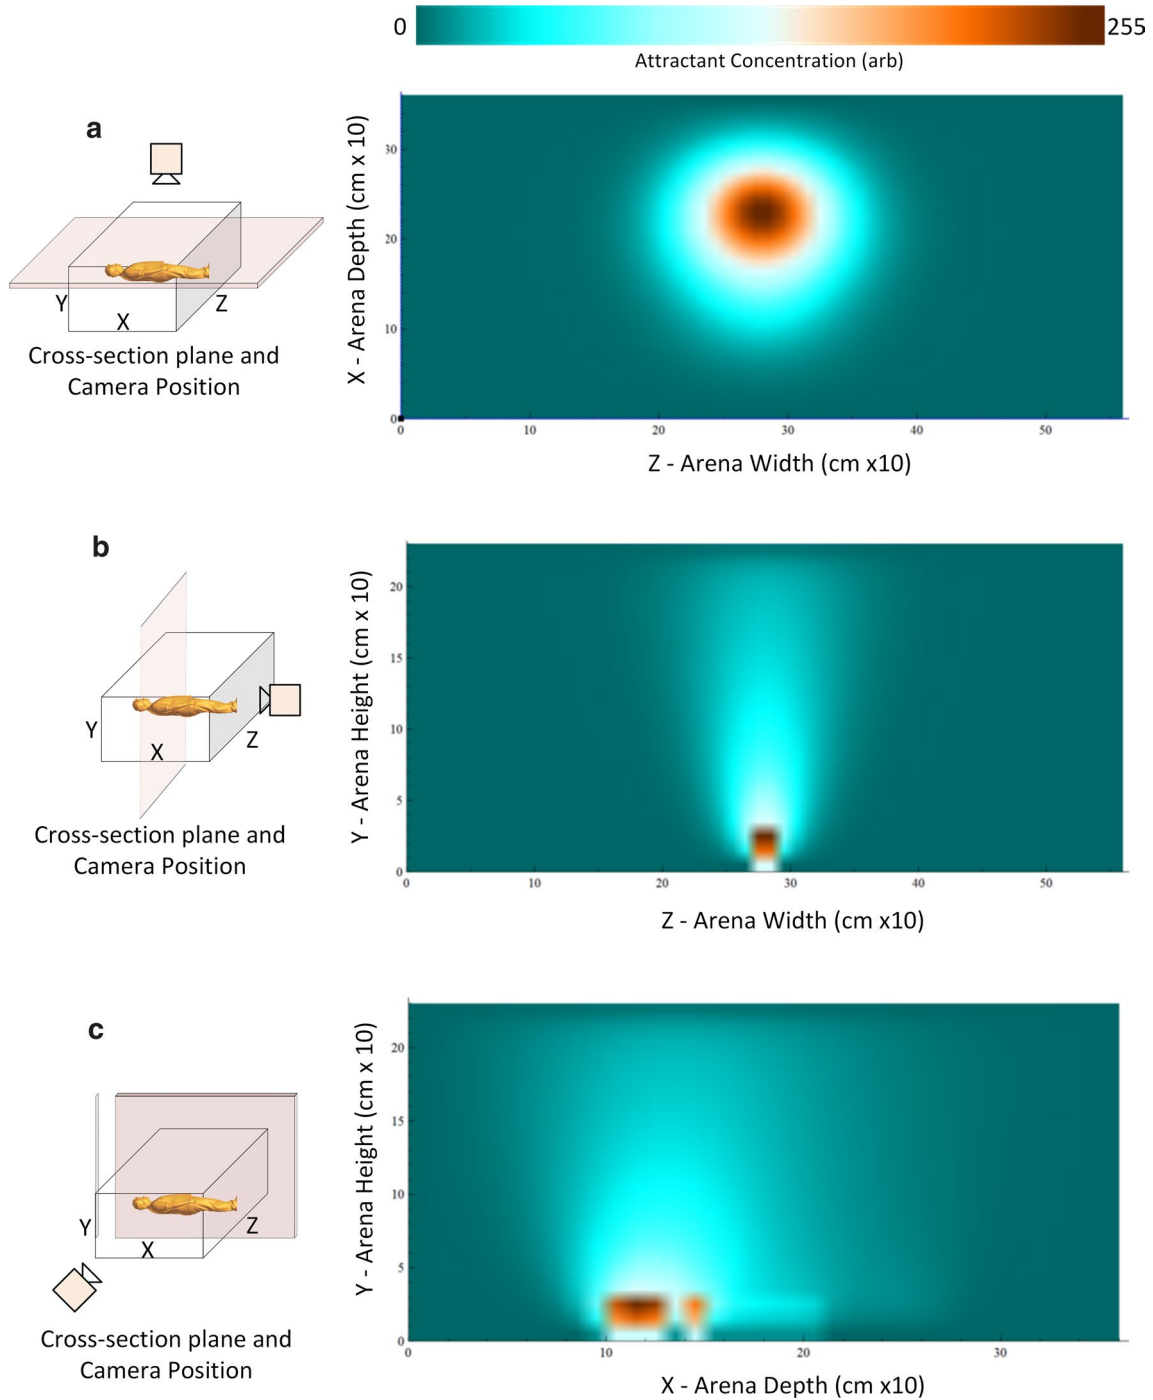 0
255
Attractant Concentration (arb)
a
Y
X
Z
Cross-section plane and
Camera Position
X - Arena Depth (cm x 10)
30
20
10
0
0
10
20
30
40
50
Z - Arena Width (cm x10)
b
Y
X
Z
Cross-section plane and
Camera Position
Y - Arena Height (cm x 10)
20
15
10
5
0
0
10
20
30
40
50
Z - Arena Width (cm x10)
c
Y
X
Z
Cross-section plane and
Camera Position
Y - Arena Height (cm x 10)
20
15
10
5
0
0
10
20
30
X - Arena Depth (cm x10)